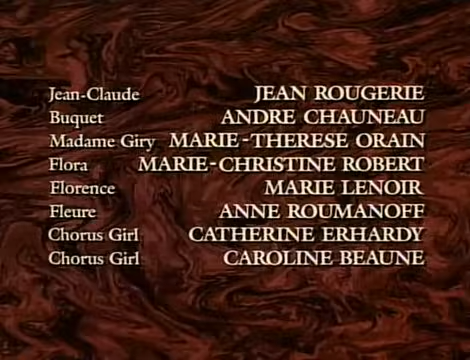 Jean-Claude JEAN ROUGERIE
Buquet ANDRE CHAUNEAU
Madame Giry MARIE-THERESE ORAIN
Flora MARIE-CHRISTINE ROBERT
Florence MARIE LENOIR
Fleure ANNE ROUMANOFF
Chorus Girl CATHERINE ERHARDY
Chorus Girl CAROLINE BEAUNE